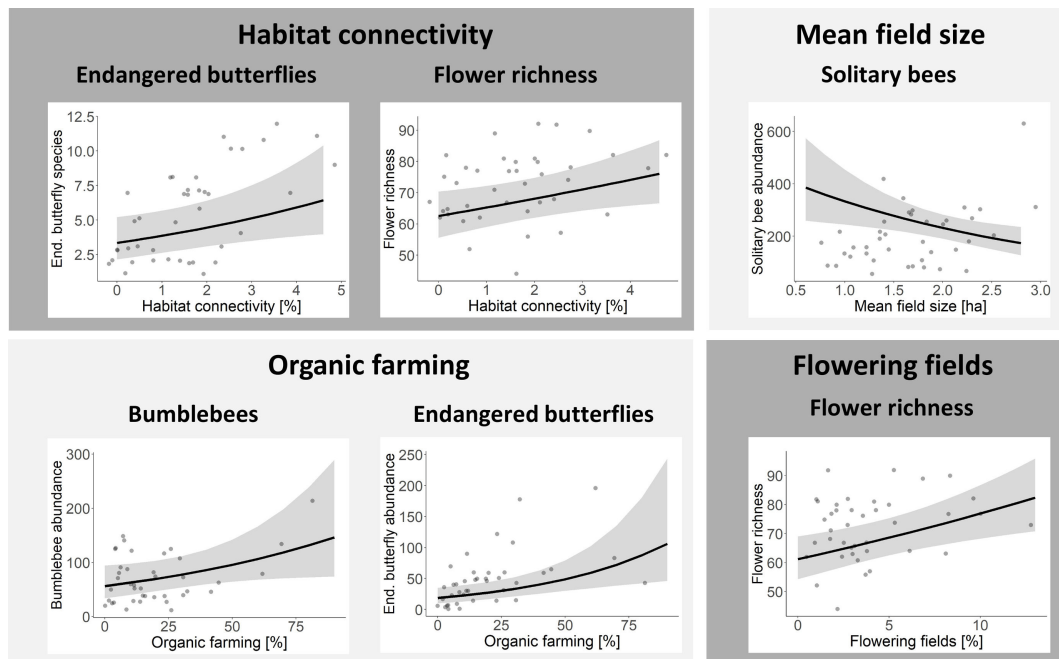 Habitat connectivity
Endangered butterflies
Flower richness
End. butterfly species
12.5
10.0
7.5
5.0
2.5
0
1
2
3
4
5
Habitat connectivity [%]
Flower richness
90
80
70
60
50
0
1
2
3
4
Habitat connectivity [%]
Mean field size
Solitary bees
Solitary bee abundance
600
400
200
0.5
1.0
1.5
2.0
2.5
3.0
Mean field size [ha]
Organic farming
Bumblebees
Endangered butterflies
Bumblebee abundance
300
200
100
0
0
25
50
75
Organic farming [%]
End. butterfly abundance
250
200
150
100
50
0
0
25
50
75
Organic farming [%]
Flowering fields
Flower richness
Flower richness
90
80
70
60
50
0
5
10
Flowering fields [%]